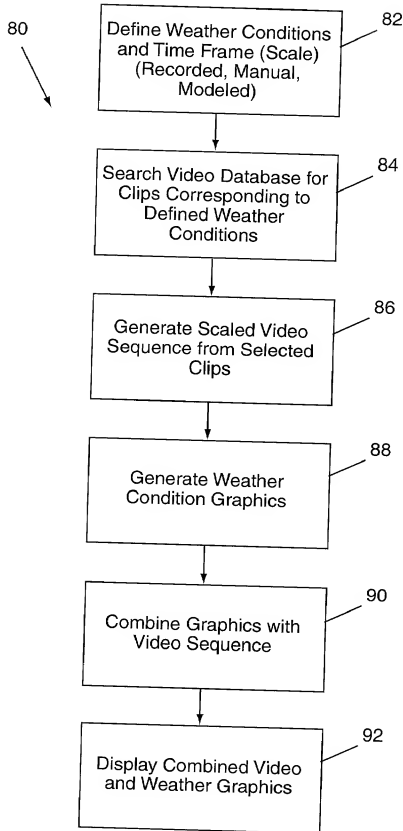 80
82
Define Weather Conditions
and Time Frame (Scale)
(Recorded, Manual,
Modeled)
84
Search Video Database for
Clips Corresponding to
Defined Weather
Conditions
86
Generate Scaled Video
Sequence from Selected
Clips
88
Generate Weather
Condition Graphics
90
Combine Graphics with
Video Sequence
92
Display Combined Video
and Weather Graphics